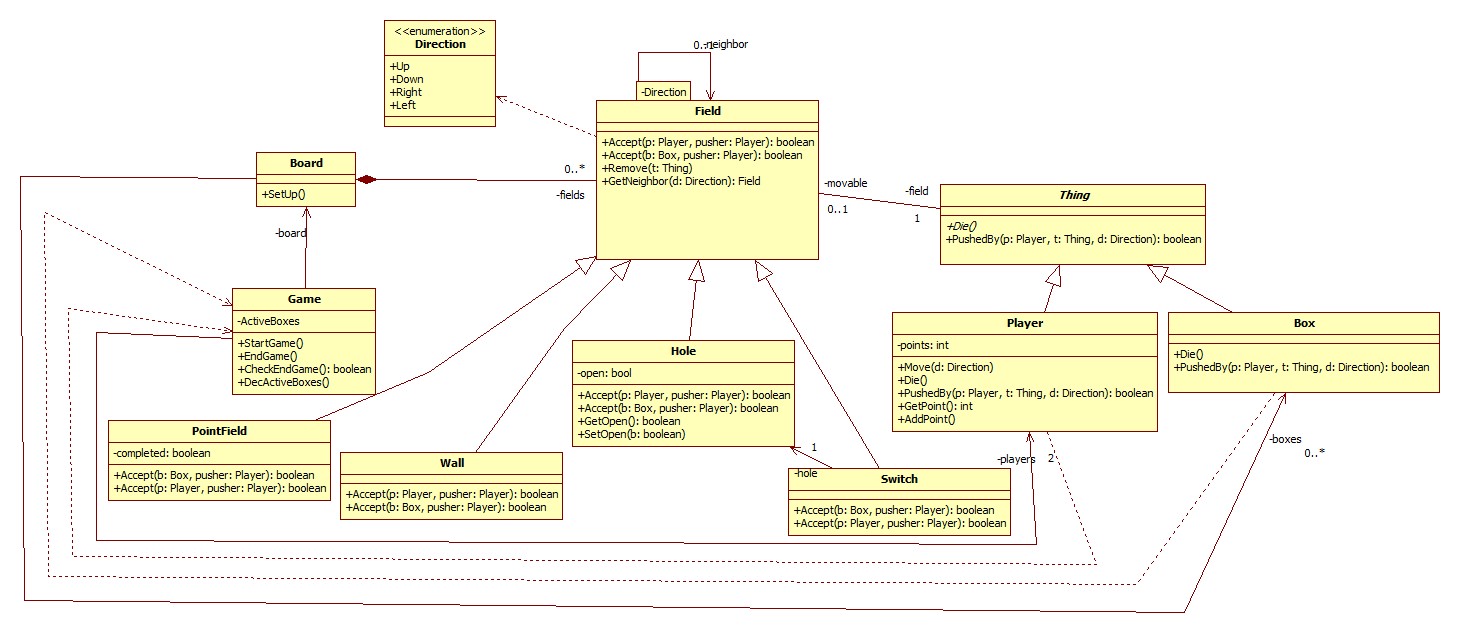 <<enumeration>>
Direction
+Up
+Down
+Right
+Left
0..1
-neighbor
-Direction
Field
+Accept(p: Player, pusher: Player): boolean
+Accept(b: Box, pusher: Player): boolean
+Remove(t: Thing)
+GetNeighbor(d: Direction): Field
Board
+SetUp()
0..*
-fields
-movable
0..1
-field
1
Thing
+Die()
+PushedBy(p: Player, t: Thing, d: Direction): boolean
-board
Game
-ActiveBoxes
+StartGame()
+EndGame()
+CheckEndGame(): boolean
+DecActiveBoxes()
Player
-points: int
+Move(d: Direction)
+Die()
+PushedBy(p: Player, t: Thing, d: Direction): boolean
+GetPoint(): int
+AddPoint()
Box
+Die()
+PushedBy(p: Player, t: Thing, d: Direction): boolean
Hole
-open: bool
+Accept(p: Player, pusher: Player): boolean
+Accept(b: Box, pusher: Player): boolean
+GetOpen(): boolean
+SetOpen(b: boolean)
PointField
-completed: boolean
+Accept(b: Box, pusher: Player): boolean
+Accept(p: Player, pusher: Player): boolean
Wall
+Accept(p: Player, pusher: Player): boolean
+Accept(b: Box, pusher: Player): boolean
1
-hole
Switch
+Accept(b: Box, pusher: Player): boolean
+Accept(p: Player, pusher: Player): boolean
-players
2
-boxes
0..*